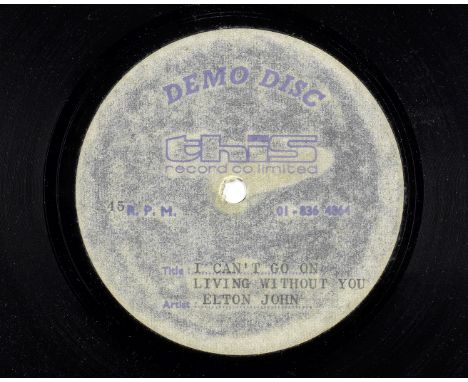 DEMO DISC
this
record co limited
45 R. P. M. 01 - 836 4864
Title : I CAN'T GO ON
LIVING WITHOUT YOU
Artist ELTON JOHN